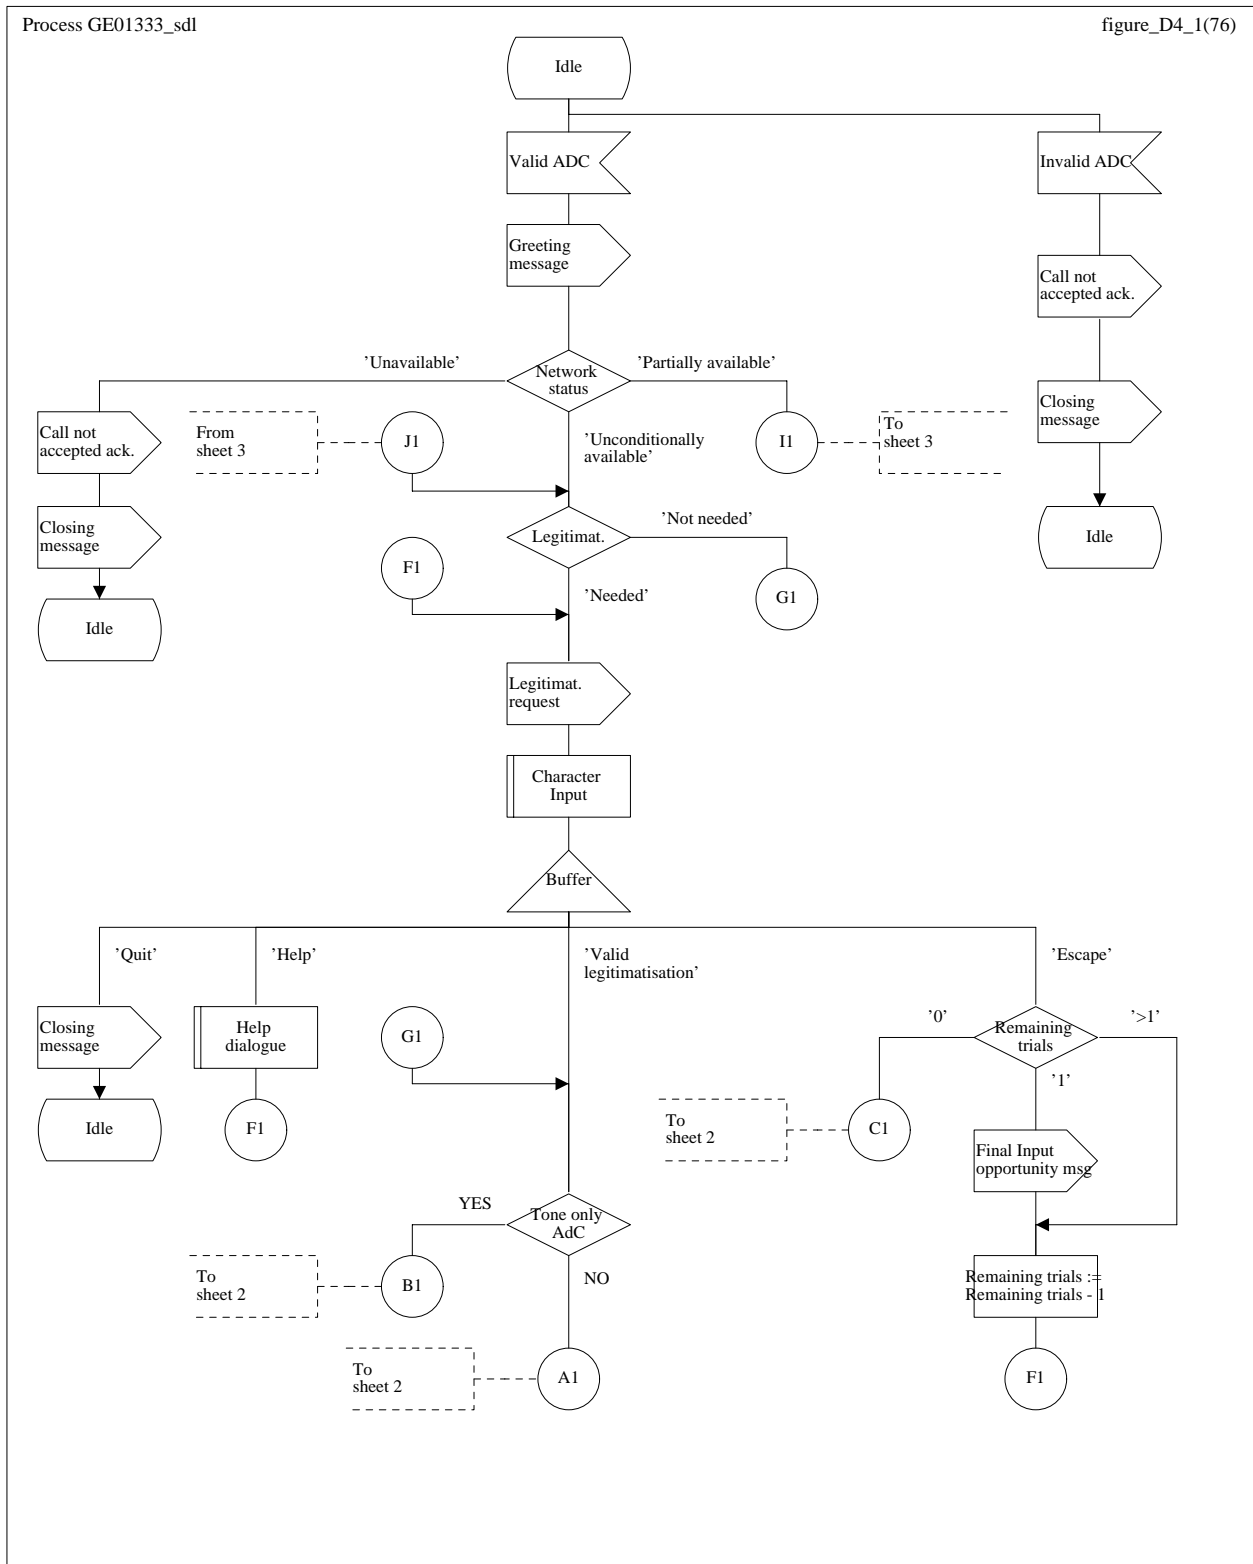 Process GE01333_sdl
figure_D4_1(76)
Idle
Valid ADC
Invalid ADC
Greeting
message
Call not
accepted ack.
’Unavailable’
Network
status
’Partially available’
Call not
accepted ack.
From
sheet 3
J1
’Unconditionally
available’
I1
To
sheet 3
Closing
message
Closing
message
Legitimat.
’Not needed’
Idle
F1
’Needed’
G1
Idle
Legitimat.
request
Character
Input
Buffer
’Quit’
’Help’
’Valid
legitimatisation’
’Escape’
Closing
message
Help
dialogue
G1
’0’
Remaining
trials
’>1’
’1’
Idle
F1
To
sheet 2
C1
Final Input
opportunity msg
YES
Tone only
AdC
NO
To
sheet 2
B1
Remaining trials :=
Remaining trials - 1
To
sheet 2
A1
F1